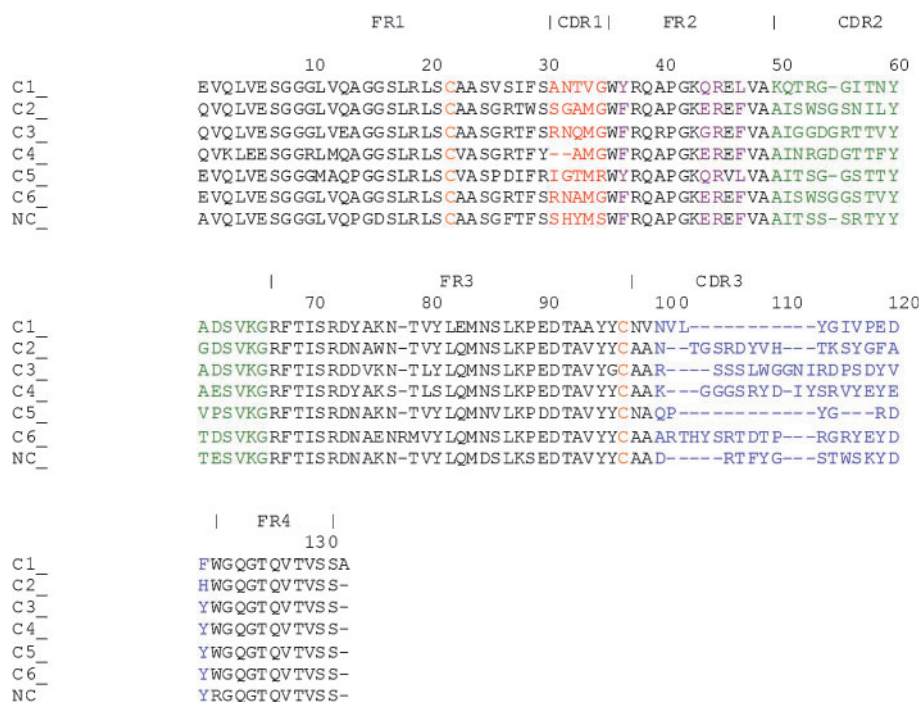 FR1 |CDR1| FR2 | CDR2
10 20 30 40 50 60
C1_ EVQLVESGGGLVQAGGSLRLSCAASVSIFSANTVGWYRQAPGKQRELVAKQTRG-GITNY
C2_ QVQLVESGGGLVQAGGSLRLSCAASGRTWSSGAMGWFRQAPGKEREFVAAISWSGSNILY
C3_ QVQLVESGGGLVEAGGSLRLSCAASGRTFSRNQMGWFRQRPGKGREFVAAIGGDGRTTVY
C4_ QVKLEESGGRLMQAGGSLRLSCVASGRTFY--AMGWFRQAPGKEREFVAAINRGDGTTFY
C5_ EVQLVESGGGMAQPGGSLRLSCVASPDIFRIGTMRWYRQAPGKQRVLVAAITSG-GSTTY
C6_ EVQLVESGGGLVQAGGSLRLSCAASGRTFSRNAMGWFRQAPGKEREFVAAISWSGGSTVY
NC_ AVQLVESGGGLVQPGDSLRLSCAASGFTFSSHYMSWFRQAPGKEREFVAAITSS-SRTYY
| FR3 | CDR3
70 80 90 100 110 120
C1_ ADSVKGRFTISRDYAKN-TVYLEMNSLKPEDTAAYYCNVNVL-----------YGIVPED
C2_ GDSVKGRFTISRDNAWN-TVYLQMNSLKPEDTAVYYCAAN--TGSRDYVH---TKSYGFA
C3_ ADSVKGRFTISRDDVKN-TLYLQMNSLKPEDTAVYGCAAR----SSSLWGGNIRDPSDYV
C4_ AESVKGRFTISRDYAKS-TLSLQMNSLKPEDTAVYYCAAK---GGGSRYD-IYSRVYEYE
C5_ VPSVKGRFTISRDNAKS-TVYLQMNVLKPDDTAVYYCNAQP------------YG---RD
C6_ TDSVKGRFTISRDNAENRMVYLQMNSLKPEDTAVYYCAAARTHYSRTDTP---RGRYEYD
NC_ TESVKGRFTISRDNAKN-TVYLQMDSLKSEDTAVYYCAAD-----RTFYG---STWSKYD
| FR4 |
130
C1_ FWGQGTQVTVSSA
C2_ HWGQGTQVTVSS-
C3_ YWGQGTQVTVSS-
C4_ YWGQGTQVTVSS-
C5_ YWGQGTQVTVSS-
C6_ YWGQGTQVTVSS-
NC YRGQGTQVTVSS-